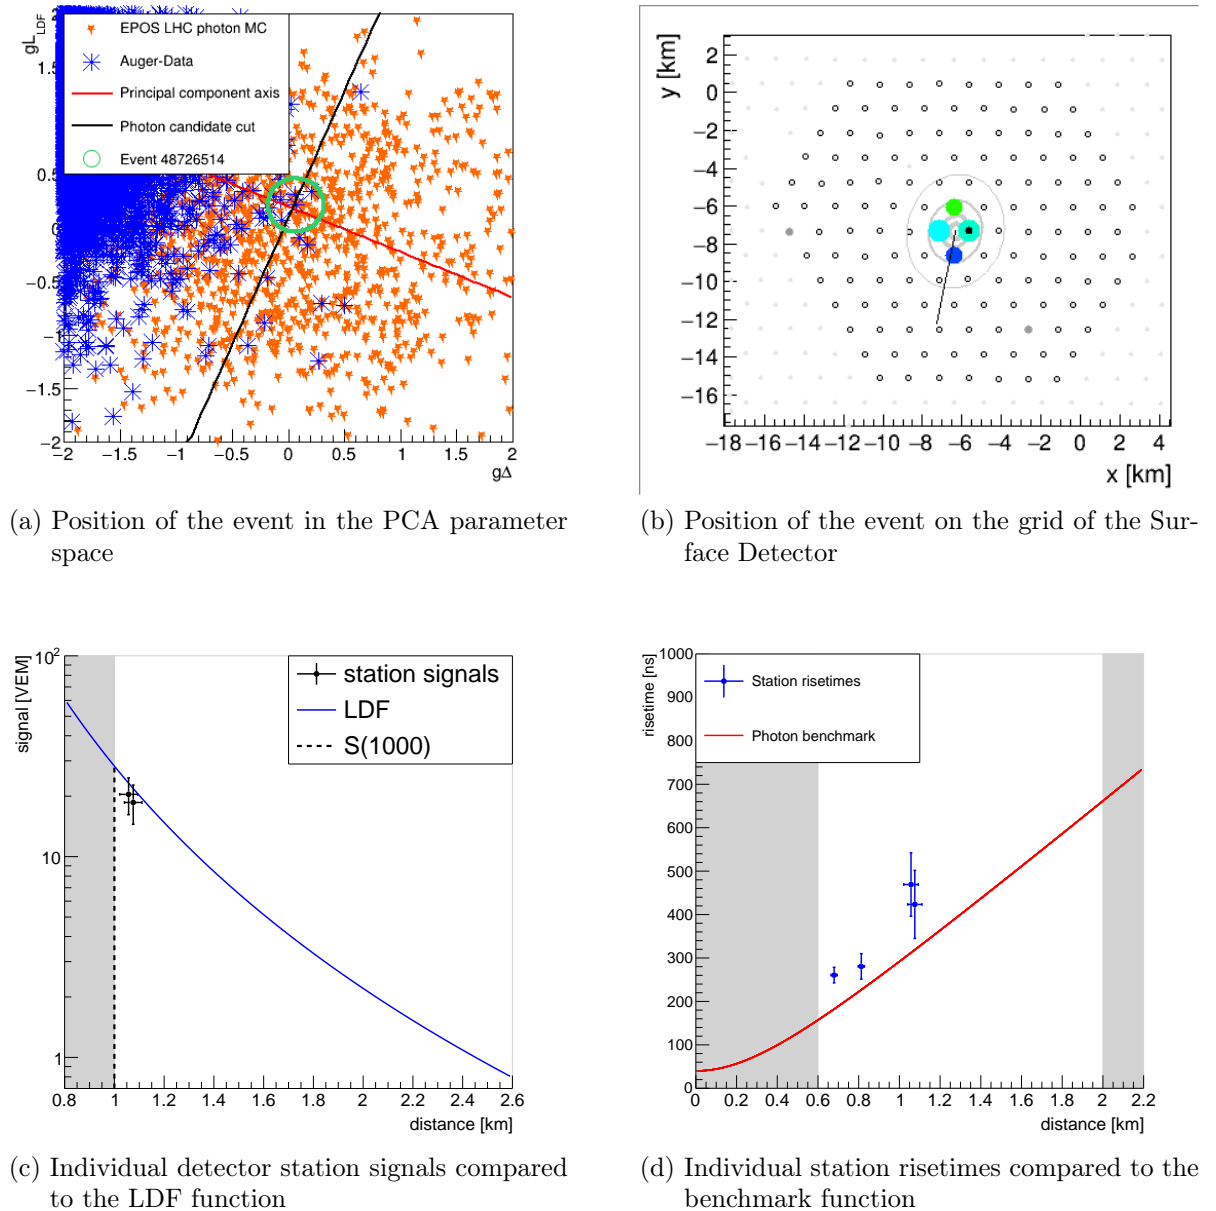 gL_LDF
2
1.5
0.5
0
−0.5
−1
−1.5
−2
EPOS LHC photon MC
Auger-Data
Principal component axis
Photon candidate cut
Event 48726514
−2 −1.5 −1 −0.5 0 0.5 1 1.5 2
gΔ
y [km]
2
0
−2
−4
−6
−8
−10
−12
−14
−16
−18 −16 −14 −12 −10 −8 −6 −4 −2 0 2 4
x [km]
(a) Position of the event in the PCA parameter
space
(b) Position of the event on the grid of the Sur-
face Detector
signal [VEM]
10²
10
1
station signals
LDF
S(1000)
0.8 1 1.2 1.4 1.6 1.8 2 2.2 2.4 2.6
distance [km]
risetime [ns]
1000
900
800
700
600
500
400
300
200
100
0
Station risetimes
Photon benchmark
0 0.2 0.4 0.6 0.8 1 1.2 1.4 1.6 1.8 2 2.2
distance [km]
(c) Individual detector station signals compared
to the LDF function
(d) Individual station risetimes compared to the
benchmark function